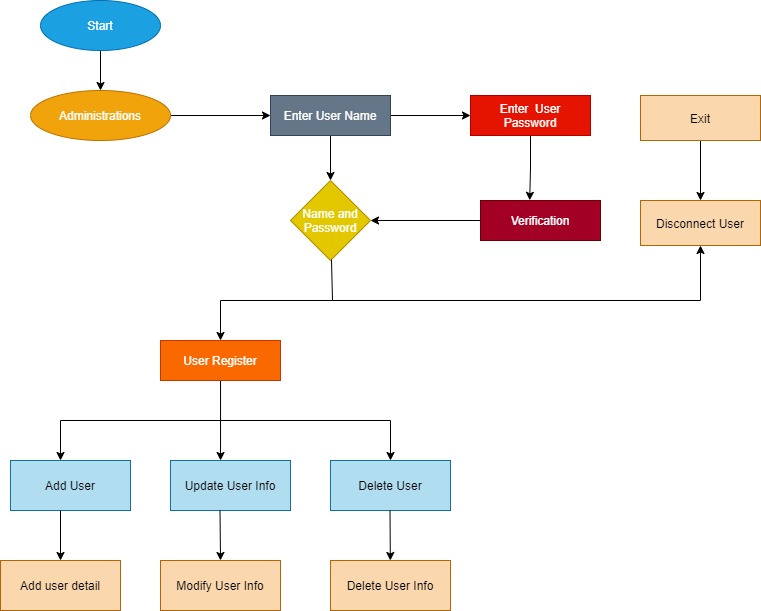 Start
Administrations
Enter User Name
Enter User
Password
Exit
Name and
Password
Verification
Disconnect User
User Register
Add User
Update User Info
Delete User
Add user detail
Modify User Info
Delete User Info